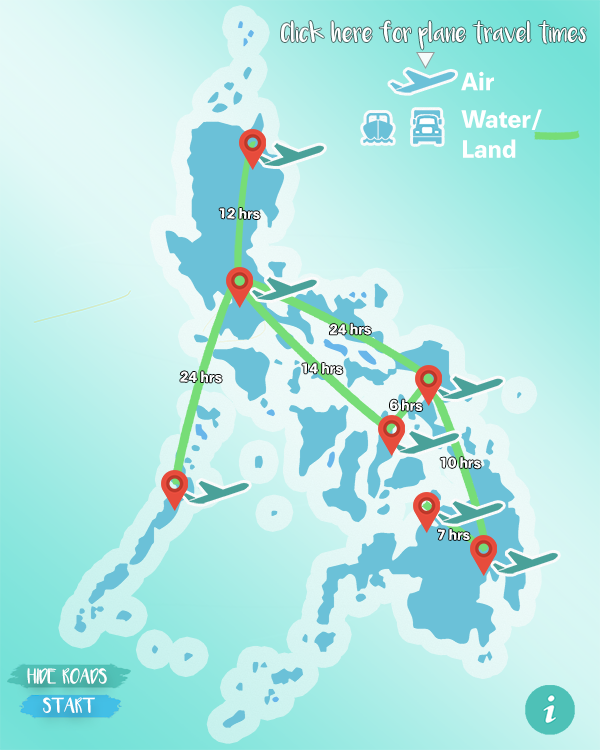 Click here for plane travel times
Air
Water/
Land
12 hrs
24 hrs
24 hrs
14 hrs
6 hrs
10 hrs
7 hrs
HIDE ROADS
START
i